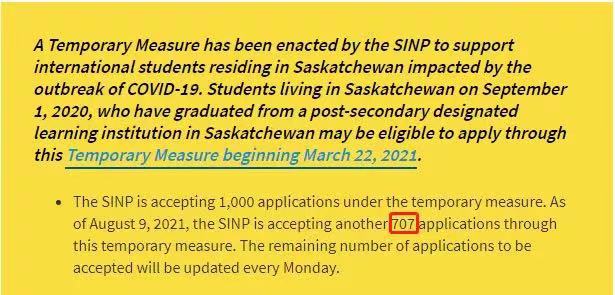 A Temporary Measure has been enacted by the SINP to support
international students residing in Saskatchewan impacted by the
outbreak of COVID-19. Students living in Saskatchewan on September
1, 2020, who have graduated from a post-secondary designated
learning institution in Saskatchewan may be eligible to apply through
this Temporary Measure beginning March 22, 2021.
• The SINP is accepting 1,000 applications under the temporary measure. As
of August 9, 2021, the SINP is accepting another 707 applications through
this temporary measure. The remaining number of applications to be
accepted will be updated every Monday.